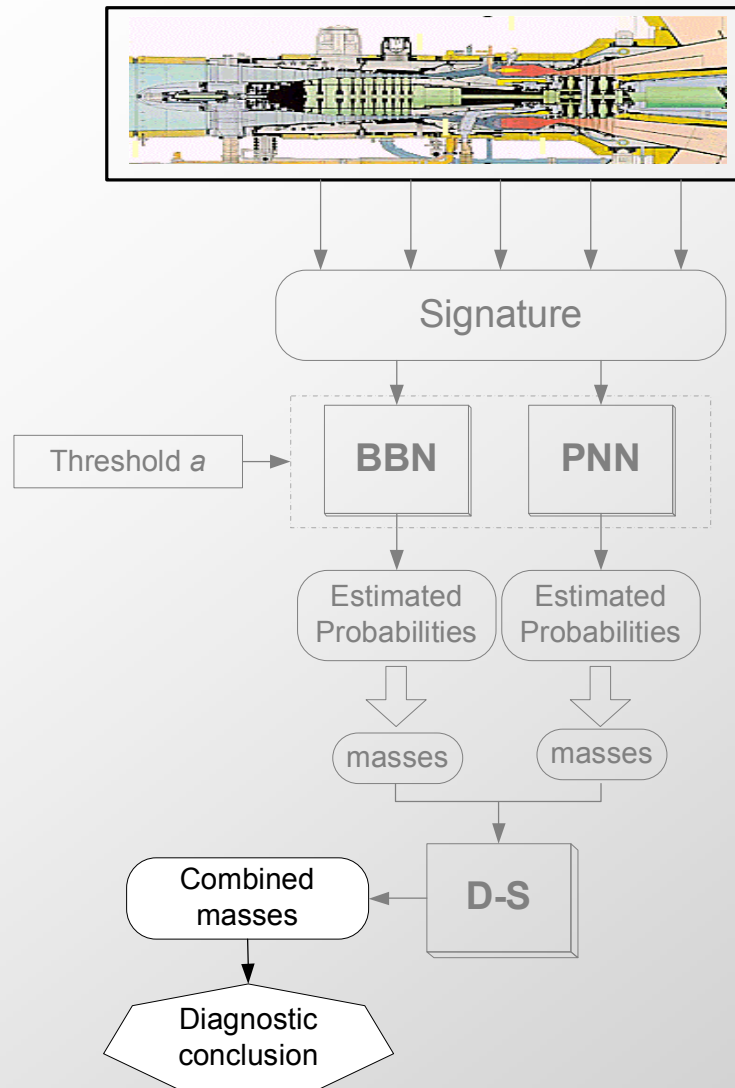 Signature
Threshold a
BBN
PNN
Estimated
Probabilities
Estimated
Probabilities
masses
masses
D-S
Combined
masses
Diagnostic
conclusion